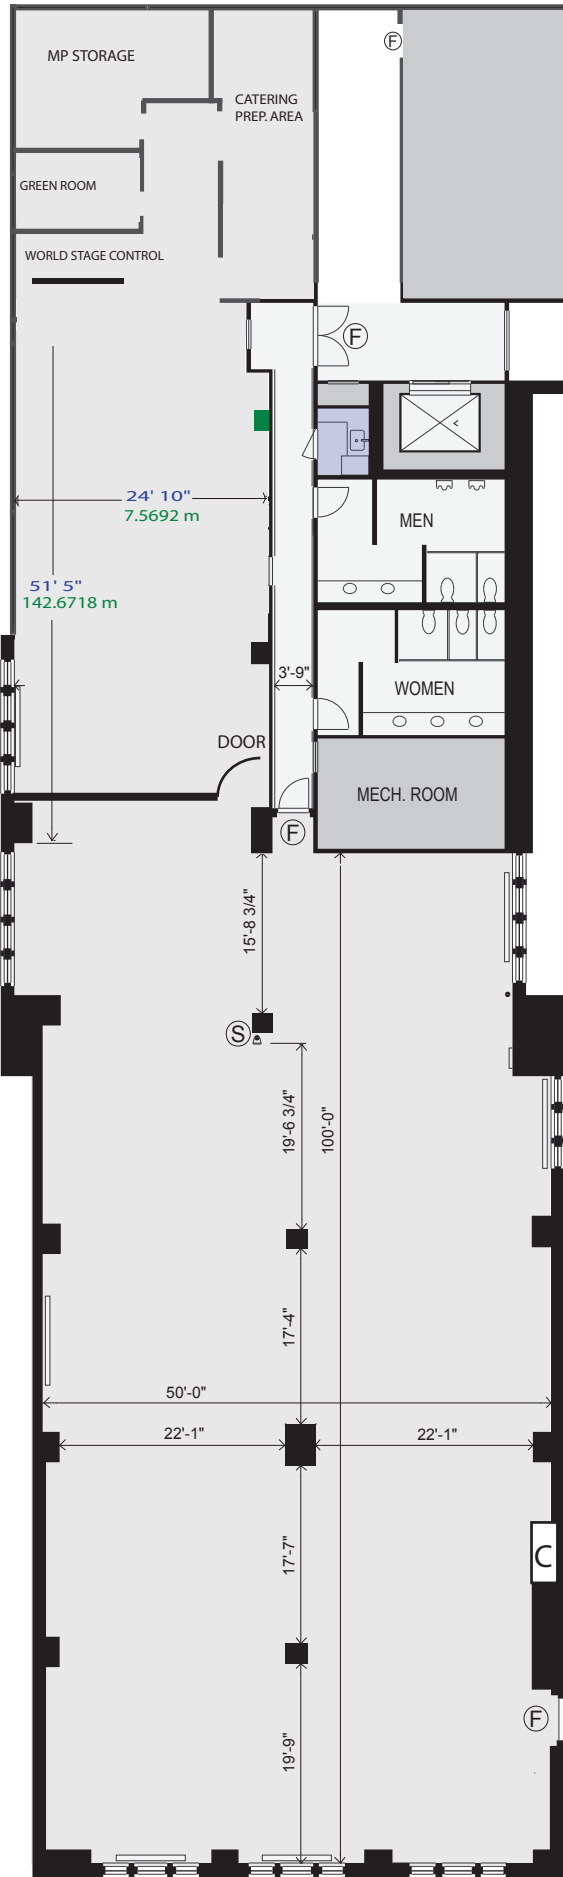 MP STORAGE
F
CATERING
PREP. AREA
GREEN ROOM
WORLD STAGE CONTROL
F
24' 10"
7.5692 m
MEN
51' 5"
142.6718 m
3'-9"
WOMEN
DOOR
MECH. ROOM
F
15'-8 3/4"
S
19'-6 3/4"
100'-0"
17'-4"
50'-0"
22'-1"
22'-1"
17'-7"
C
F
19'-9"